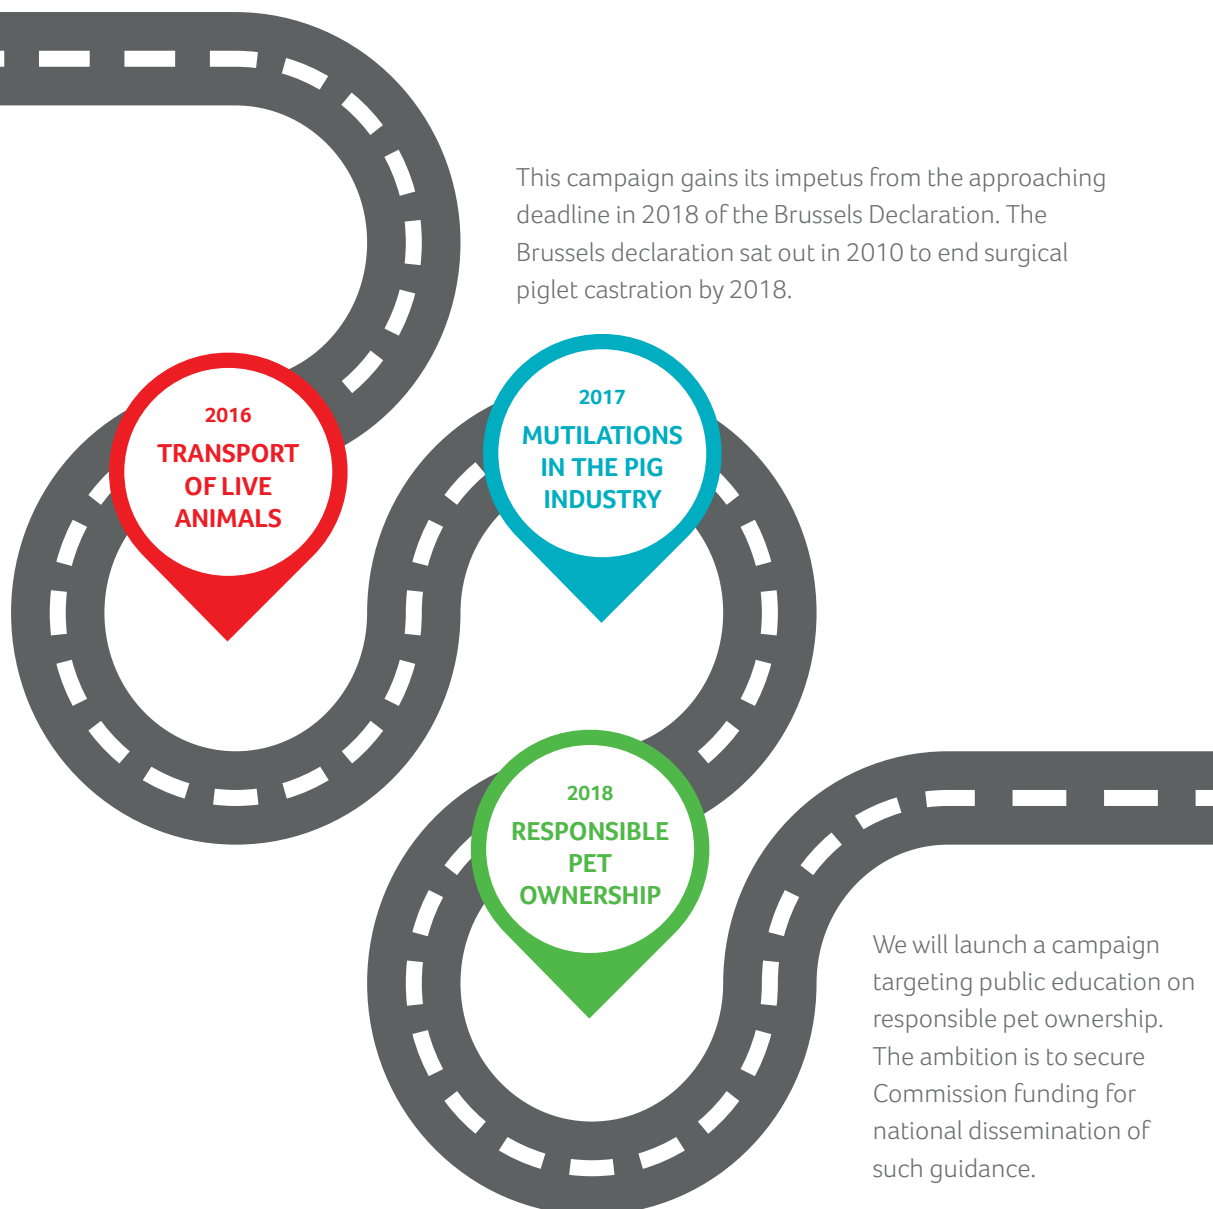 This campaign gains its impetus from the approaching
deadline in 2018 of the Brussels Declaration. The
Brussels declaration sat out in 2010 to end surgical
piglet castration by 2018.
2016
TRANSPORT
OF LIVE
ANIMALS
2017
MUTILATIONS
IN THE PIG
INDUSTRY
2018
RESPONSIBLE
PET
OWNERSHIP
We will launch a campaign
targeting public education on
responsible pet ownership.
The ambition is to secure
Commission funding for
national dissemination of
such guidance.